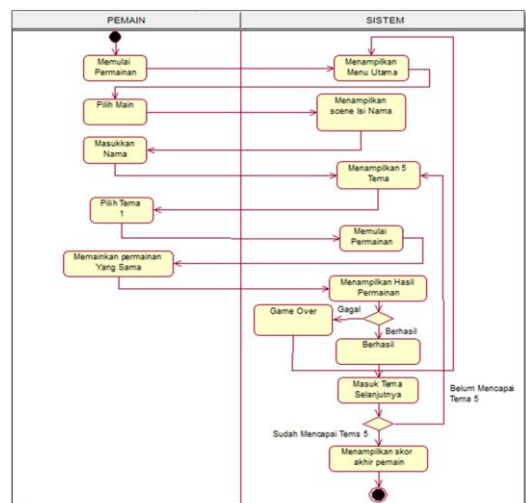 PEMAIN
SISTEM
Memulai
Permainan
Menampilkan
Menu Utama
Pilih Main
Menampilkan
scene Isi Nama
Masukkan
Nama
Menampilkan 5
Tema
Pilih Tema
1
Memulai
Permainan
Memainkan permainan
Yang Sama
Menampilkan Hasil
Permainan
Game Over
Gagal
Berhasil
Berhasil
Masuk Tema
Selanjutnya
Belum Mencapai
Tema 5
Sudah Mencapai Tems 5
Menampilkan skor
akhir pemain